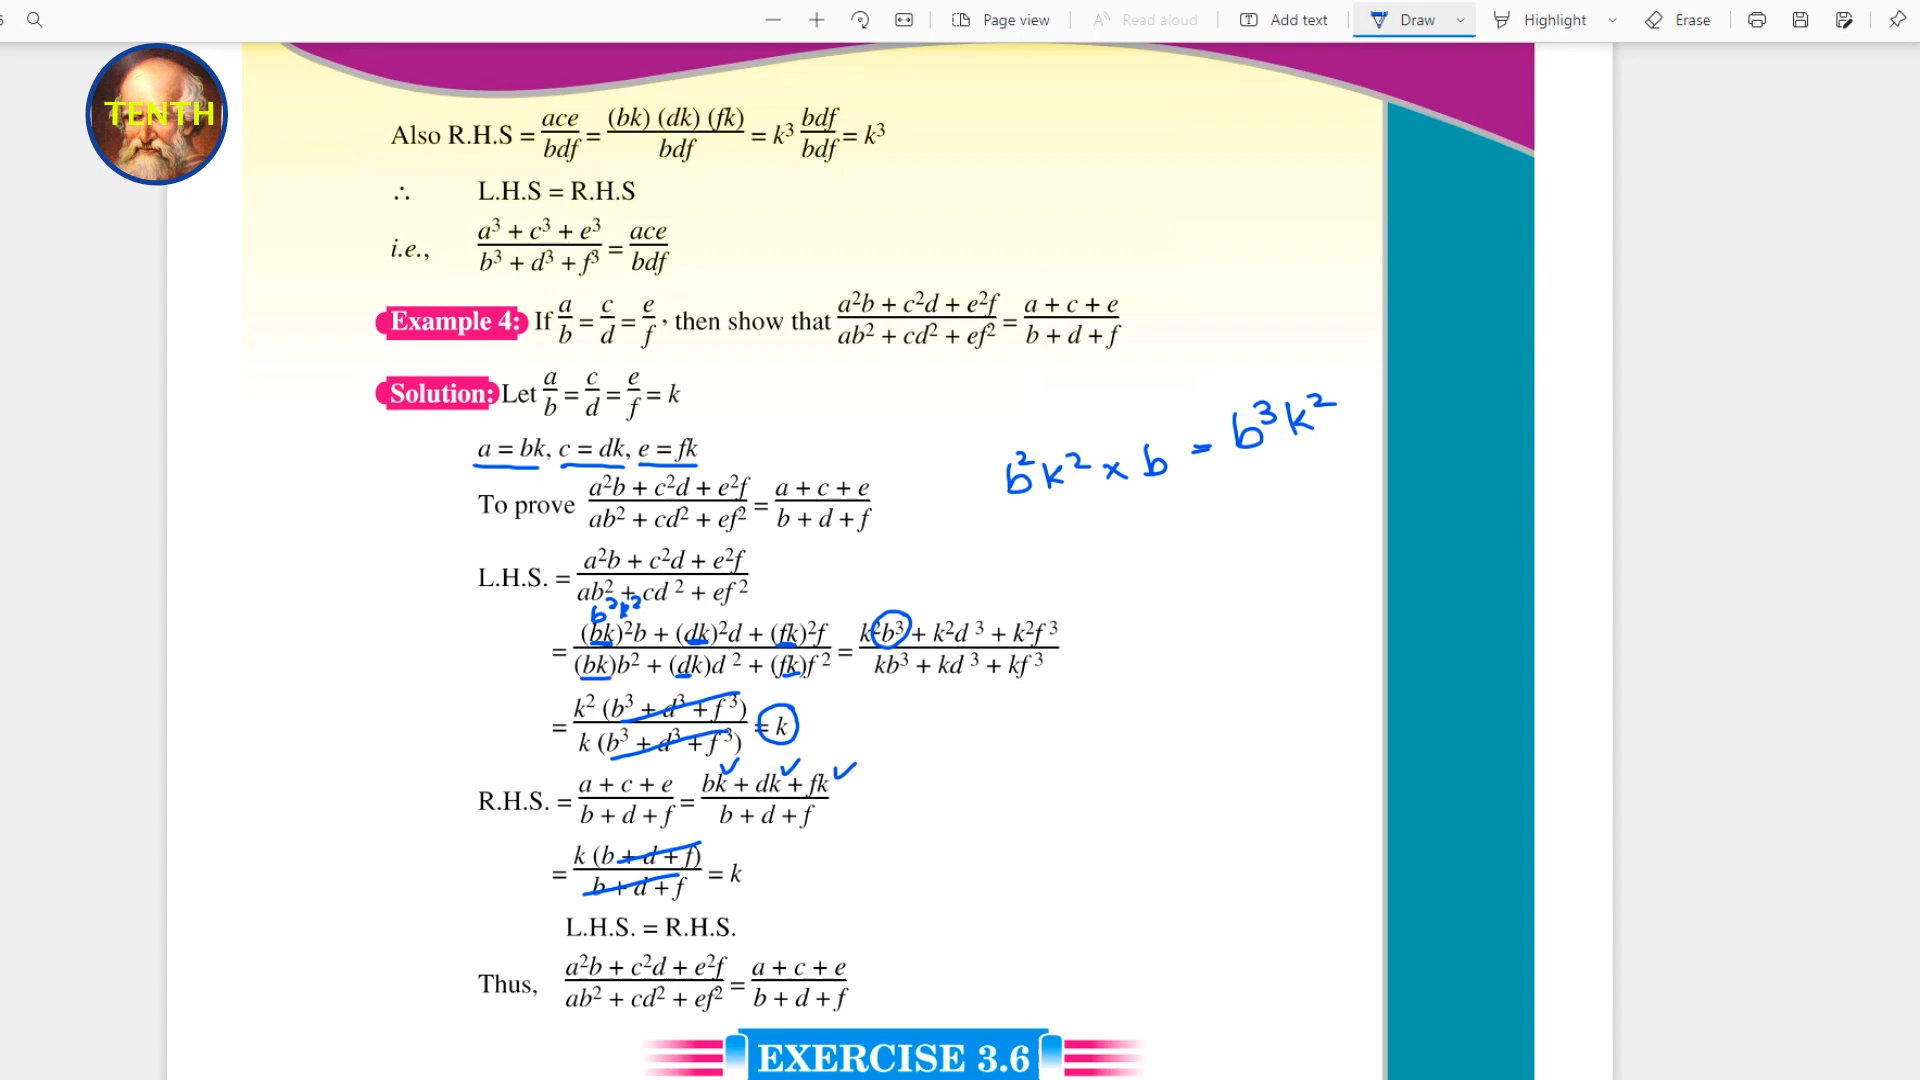 Page view Read aloud Add text Draw Highlight Erase
TENTH
Also R.H.S = ace/bdf = (bk) (dk) (fk)/bdf = k³ bdf/bdf = k³
∴ L.H.S = R.H.S
i.e., a³ + c³ + e³/b³ + d³ + f³ = ace/bdf
Example 4: If a/b = c/d = e/f, then show that a²b + c²d + e²f/ab² + cd² + ef² = a + c + e/b + d + f
Solution: Let a/b = c/d = e/f = k
a = bk, c = dk, e = fk
b²k² × b = b³k²
To prove a²b + c²d + e²f/ab² + cd² + ef² = a + c + e/b + d + f
L.H.S. = a²b + c²d + e²f/ab² + cd² + ef²
b²k²
= (bk)²b + (dk)²d + (fk)²f/(bk)b² + (dk)d² + (fk)f² = k²b³ + k²d³ + k²f³/kb³ + kd³ + kf³
= k² (b³ + d³ + f³)/k (b³ + d³ + f³) = k
R.H.S. = a + c + e/b + d + f = bk + dk + fk/b + d + f
= k (b + d + f)/b + d + f = k
L.H.S. = R.H.S.
Thus, a²b + c²d + e²f/ab² + cd² + ef² = a + c + e/b + d + f
EXERCISE 3.6